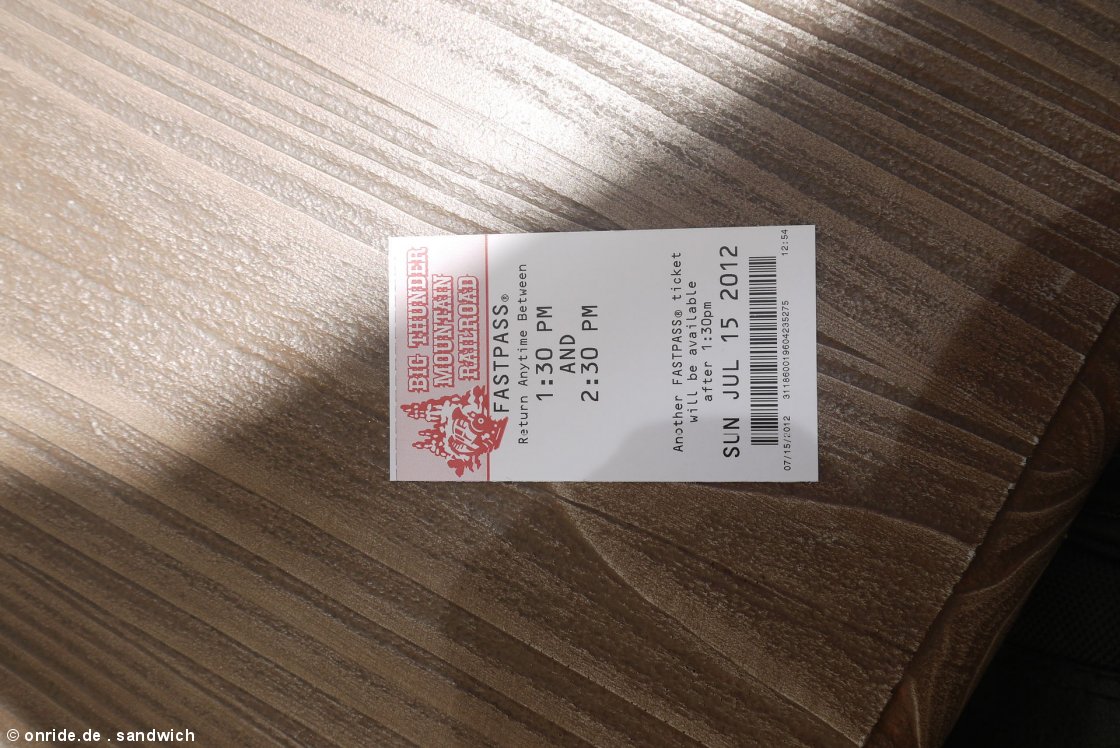 BIG THUNDER
MOUNTAIN
RAILROAD
FASTPASS®
Return Anytime Between
1:30 PM
AND
2:30 PM
Another FASTPASS® ticket
will be available
after 1:30pm
SUN JUL 15 2012
07/15/2012 311860019604235275 12:54
© onride.de . sandwich